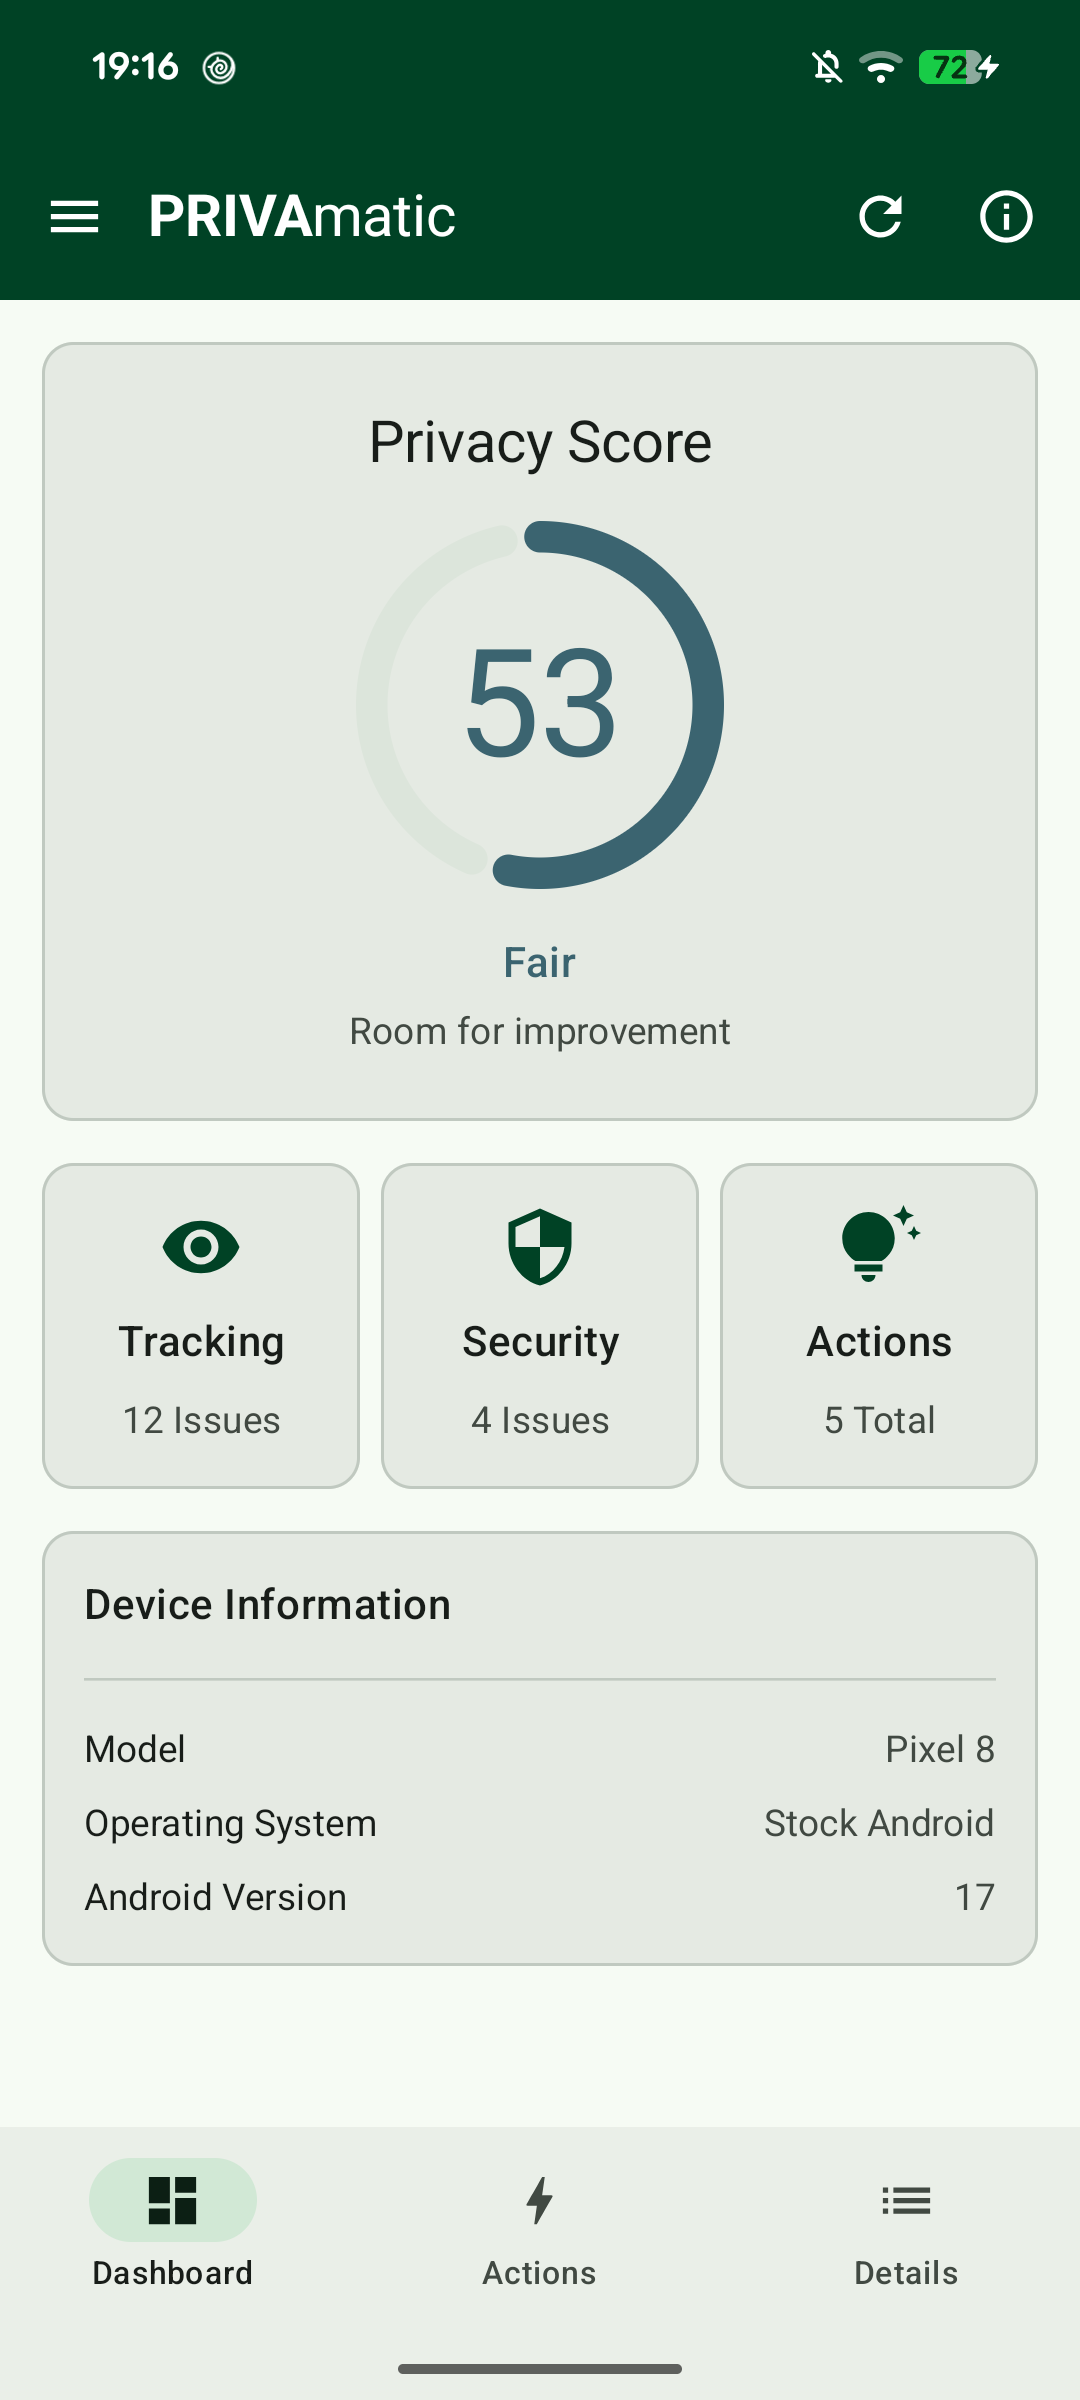 19:16
72
PRIVAmatic
Privacy Score
53
Fair
Room for improvement
Tracking
12 Issues
Security
4 Issues
Actions
5 Total
Device Information
Model
Pixel 8
Operating System
Stock Android
Android Version
17
Dashboard
Actions
Details